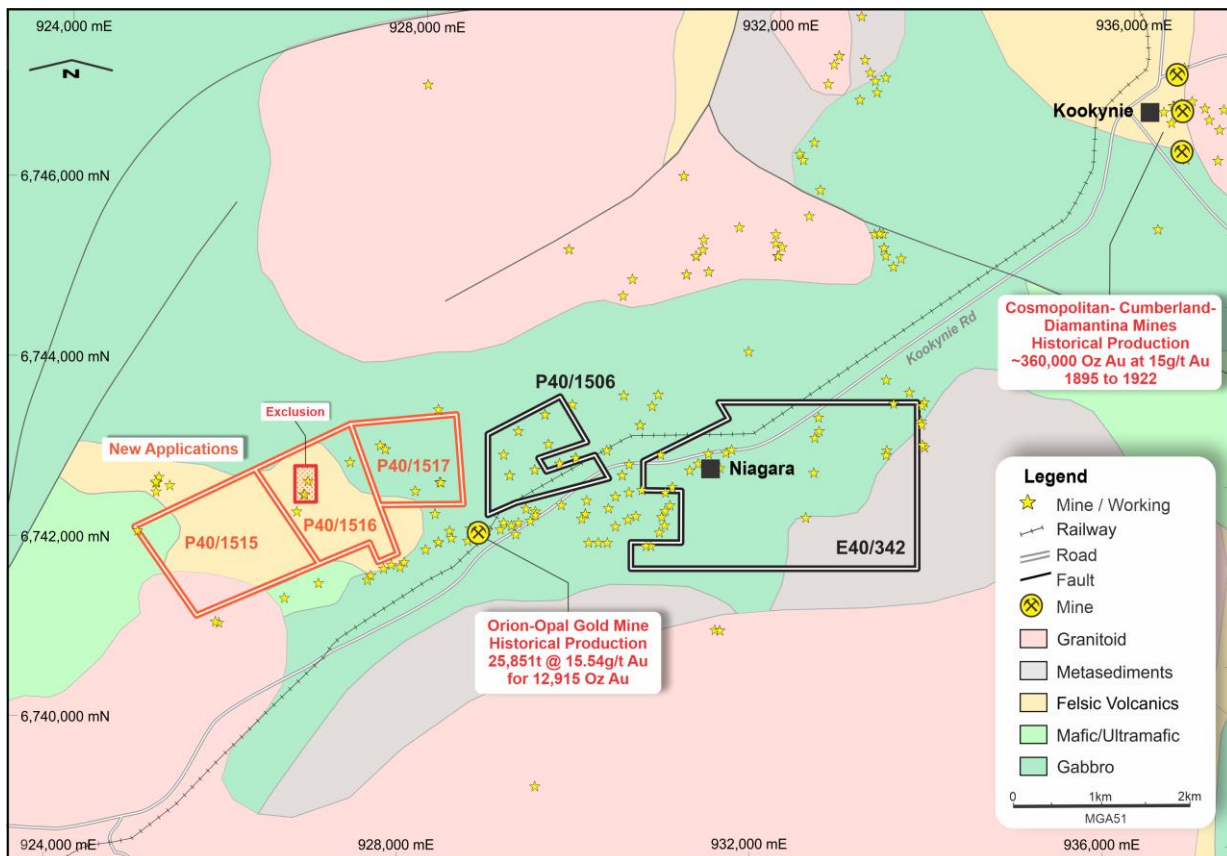 924,000 mE
928,000 mE
932,000 mE
936,000 mE
N
Kookynie
6,746,000 mN
Cosmopolitan- Cumberland-
Diamantina Mines
Historical Production
~360,000 Oz Au at 15g/t Au
1895 to 1922
Kookynie Rd
6,744,000 mN
P40/1506
Exclusion
New Applications
P40/1517
Niagara
P40/1516
P40/1515
6,742,000 mN
E40/342
Orion-Opal Gold Mine
Historical Production
25,851t @ 15.54g/t Au
for 12,915 Oz Au
6,740,000 mN
Legend
Mine / Working
Railway
Road
Fault
Mine
Granitoid
Metasediments
Felsic Volcanics
Mafic/Ultramafic
Gabbro
0 1km 2km
MGA51
924,000 mE
928,000 mE
932,000 mE
936,000 mE